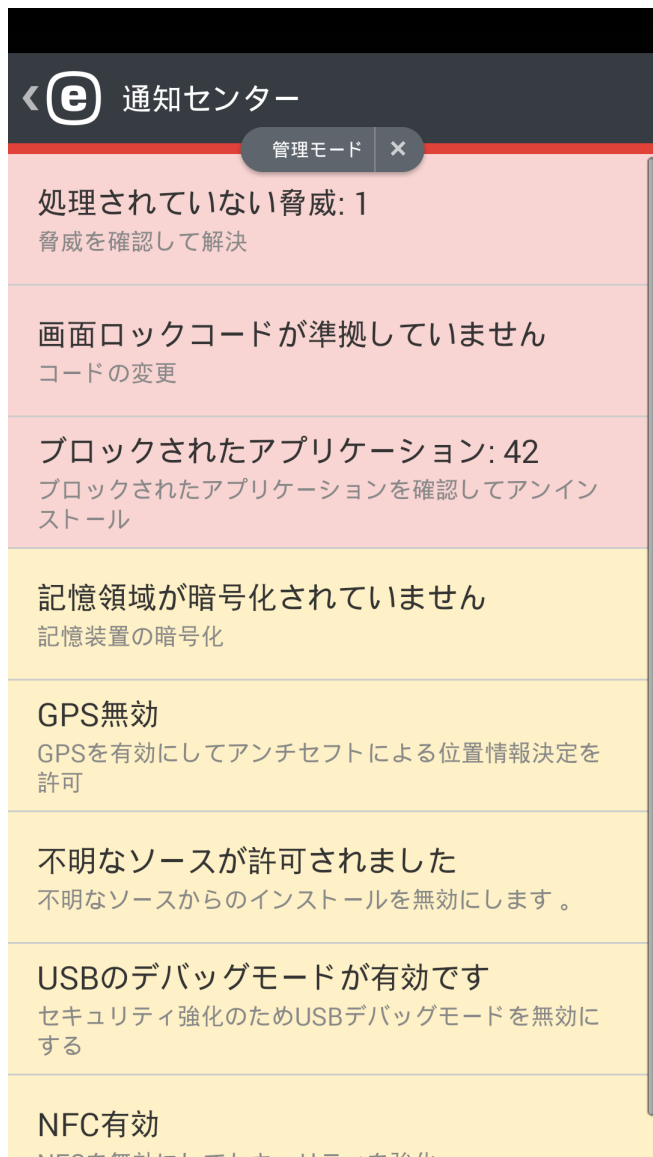 e 通知センター
管理モード ×
処理されていない脅威: 1
脅威を確認して解決
画面ロックコードが準拠していません
コードの変更
ブロックされたアプリケーション: 42
ブロックされたアプリケーションを確認してアンイン
ストール
記憶領域が暗号化されていません
記憶装置の暗号化
GPS無効
GPSを有効にしてアンチセフトによる位置情報決定を
許可
不明なソースが許可されました
不明なソースからのインストールを無効にします。
USBのデバッグモードが有効です
セキュリティ強化のためUSBデバッグモードを無効に
する
NFC有効